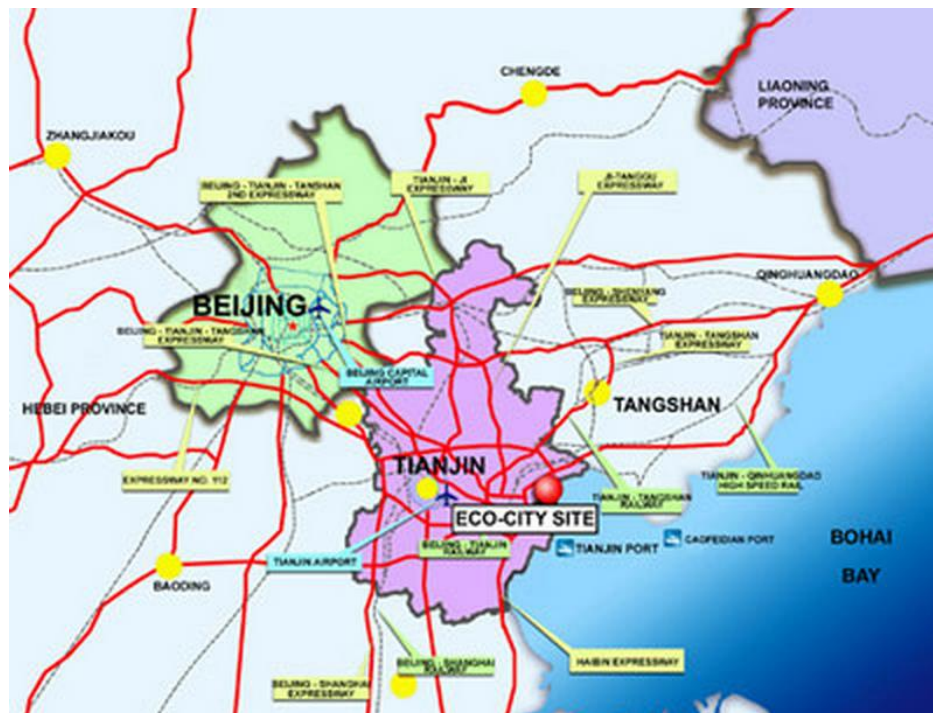 CHENGDE
LIAONING
PROVINCE
ZHANGJIAKOU
BEIJING - TIANJIN - TANSHAN
2ND EXPRESSWAY
TIANJIN - JI
EXPRESSWAY
JI-TANGGU
EXPRESSWAY
QINHUANGDAO
BEIJING - SHENYANG
EXPRESSWAY
BEIJING
BEIJING - TIANJIN - TANGSHAN
EXPRESSWAY
TIANJIN - TANGSHAN
EXPRESSWAY
BEIJING CAPITAL
AIRPORT
HEBEI PROVINCE
TANGSHAN
TIANJIN
EXPRESSWAY NO. 112
TIANJIN - QINHUANGDAO
HIGH SPEED RAIL
TIANJIN - TANGSHAN
RAILWAY
ECO-CITY SITE
BEIJING - TIANJIN
RAILWAY
TIANJIN PORT
CAOFEIDIAN PORT
BOHAI
BAY
TIANJIN AIRPORT
BAODING
BEIJING - SHANGHAI
RAILWAY
HAIBIN EXPRESSWAY
BEIJING - SHANGHAI
EXPRESSWAY